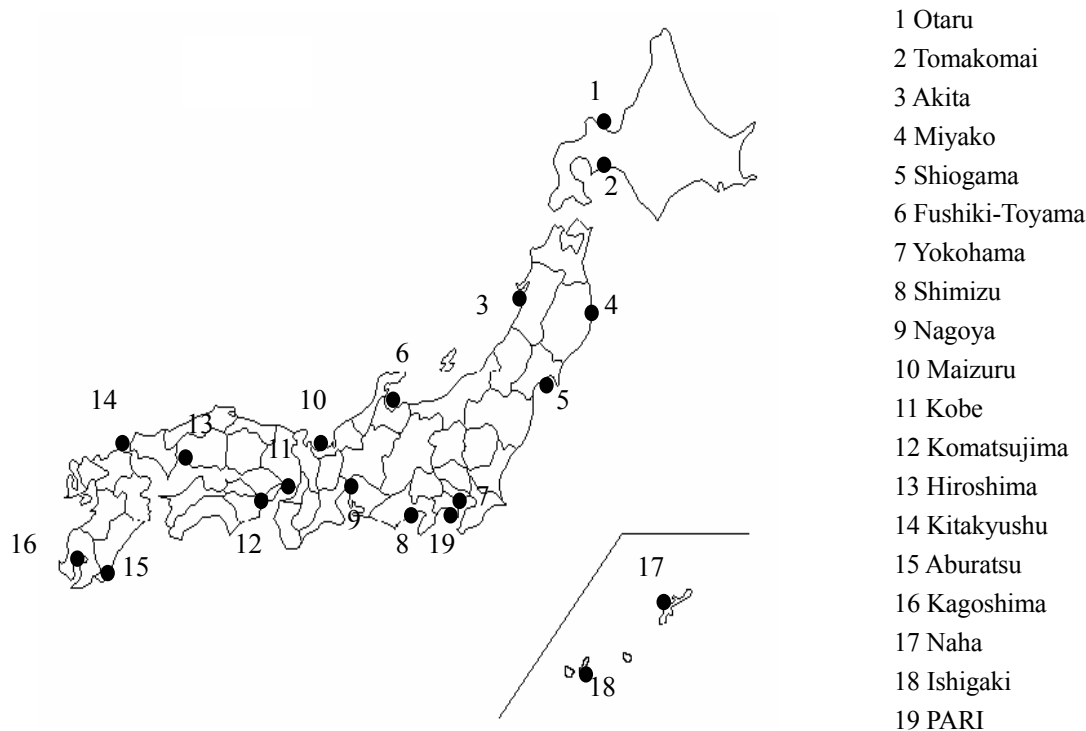 1 Otaru
2 Tomakomai
3 Akita
4 Miyako
5 Shiogama
6 Fushiki-Toyama
7 Yokohama
8 Shimizu
9 Nagoya
10 Maizuru
11 Kobe
12 Komatsujima
13 Hiroshima
14 Kitakyushu
15 Aburatsu
16 Kagoshima
17 Naha
18 Ishigaki
19 PARI
1
2
3
4
6
5
14
13
10
11
7
9
12
8
19
16
15
17
18